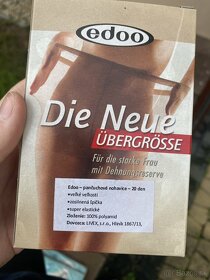 edoo
Die Neue
ÜBERGRÖSSE
Für die starke Frau
mit Dehnungsreserve
Edoo – pančuchové nohavice – 20 den
•veľké veľkosti
•zosilnená špička
•super elastické
Zloženie: 100% polyamid
Dovozca: LIVEX, s.r.o., Hlinik 1867/13,